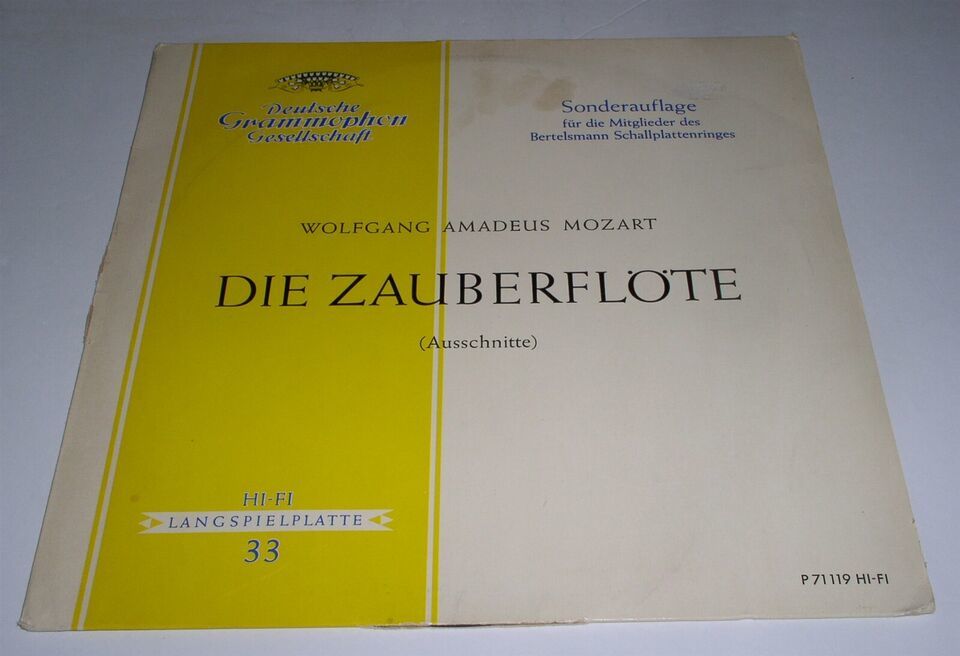 Deutsche
Grammophon
Gesellschaft
Sonderauflage
für die Mitglieder des
Bertelsmann Schallplattenringes
WOLFGANG AMADEUS MOZART
DIE ZAUBERFLÖTE
(Ausschnitte)
HI-FI
LANGSPIELPLATTE
33
P 71119 HI-FI